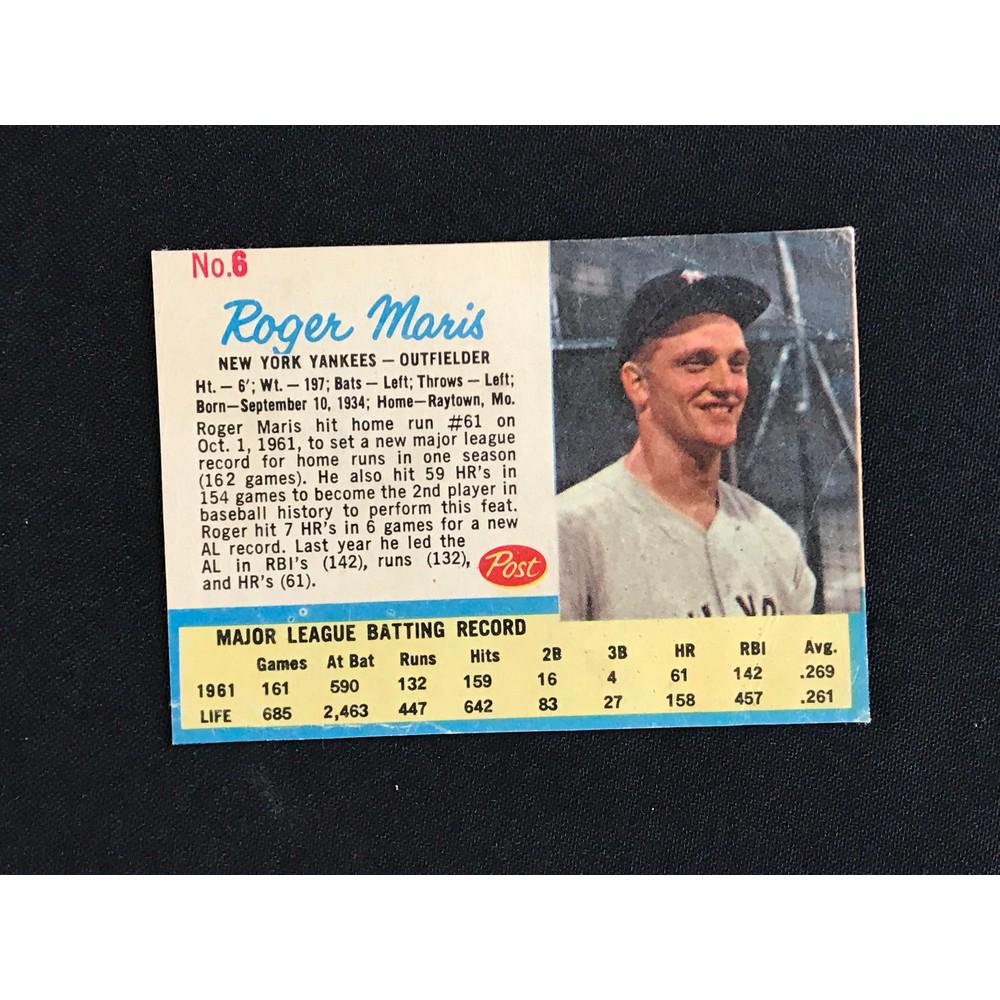 No.6
Roger Maris
NEW YORK YANKEES – OUTFIELDER
Ht. – 6'; Wt. – 197; Bats – Left; Throws – Left;
Born–September 10, 1934; Home–Raytown, Mo.
Roger Maris hit home run #61 on
Oct. 1, 1961, to set a new major league
record for home runs in one season
(162 games). He also hit 59 HR's in
154 games to become the 2nd player in
baseball history to perform this feat.
Roger hit 7 HR's in 6 games for a new
AL record. Last year he led the
AL in RBI's (142), runs (132),
and HR's (61).
Post
MAJOR LEAGUE BATTING RECORD
Games At Bat Runs Hits 2B 3B HR RBI Avg.
1961 161 590 132 159 16 4 61 142 .269
LIFE 685 2,463 447 642 83 27 158 457 .261